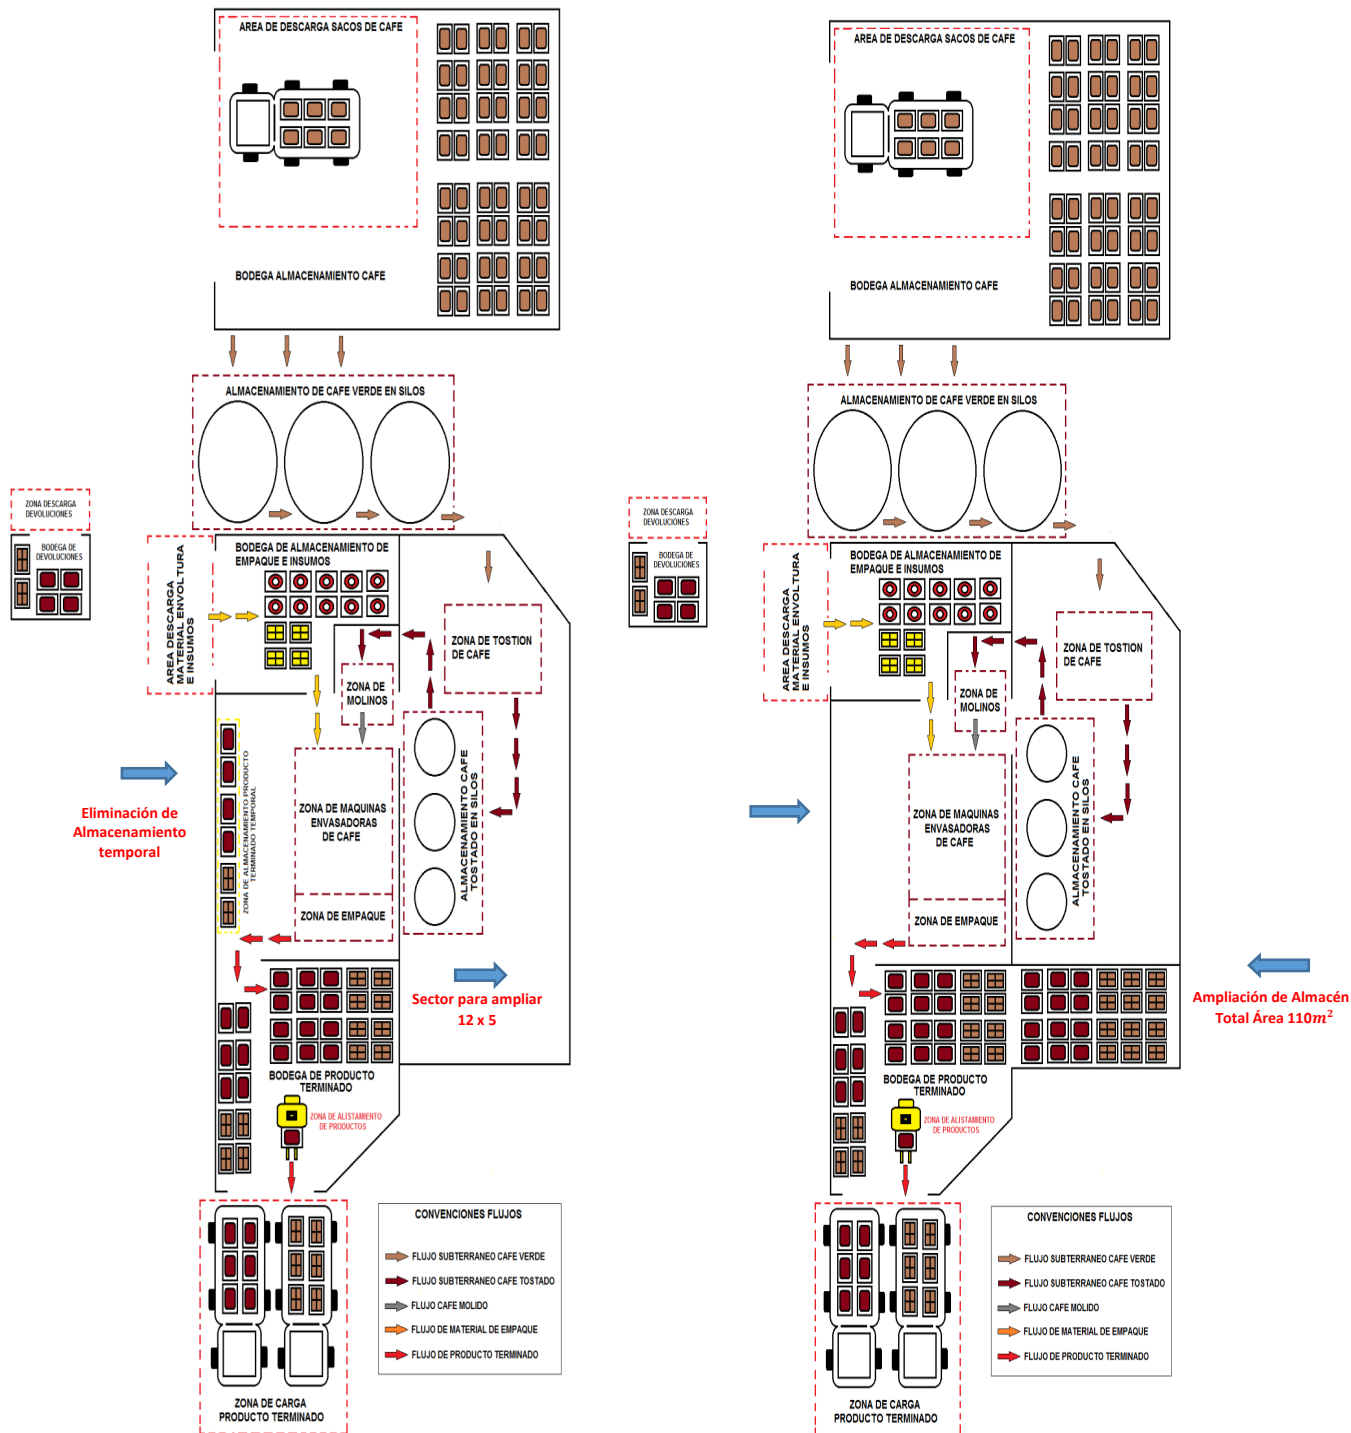 AREA DE DESCARGA SACOS DE CAFE
BODEGA ALMACENAMIENTO CAFE
ALMACENAMIENTO DE CAFE VERDE EN SILOS
ZONA DESCARGA
DEVOLUCIONES
BODEGA DE
DEVOLUCIONES
AREA DESCARGA
MATERIAL ENVOLTURA
E INSUMOS
BODEGA DE ALMACENAMIENTO DE
EMPAQUE E INSUMOS
ZONA DE TOSTION
DE CAFE
ZONA DE
MOLINOS
ZONA DE ALMACENAMIENTO PRODUCTO
TERMINADO TEMPORAL
Eliminación de
Almacenamiento
temporal
ZONA DE MAQUINAS
ENVASADORAS
DE CAFE
ALMACENAMIENTO CAFE
TOSTADO EN SILOS
ZONA DE EMPAQUE
Sector para ampliar
12 x 5
BODEGA DE PRODUCTO
TERMINADO
ZONA DE ALISTAMIENTO
DE PRODUCTOS
CONVENCIONES FLUJOS
FLUJO SUBTERRANEO CAFE VERDE
FLUJO SUBTERRANEO CAFE TOSTADO
FLUJO CAFE MOLIDO
FLUJO DE MATERIAL DE EMPAQUE
FLUJO DE PRODUCTO TERMINADO
ZONA DE CARGA
PRODUCTO TERMINADO
AREA DE DESCARGA SACOS DE CAFE
BODEGA ALMACENAMIENTO CAFE
ALMACENAMIENTO DE CAFE VERDE EN SILOS
ZONA DESCARGA
DEVOLUCIONES
BODEGA DE
DEVOLUCIONES
AREA DESCARGA
MATERIAL ENVOLTURA
E INSUMOS
BODEGA DE ALMACENAMIENTO DE
EMPAQUE E INSUMOS
ZONA DE TOSTION
DE CAFE
ZONA DE
MOLINOS
ZONA DE MAQUINAS
ENVASADORAS
DE CAFE
ALMACENAMIENTO CAFE
TOSTADO EN SILOS
ZONA DE EMPAQUE
Ampliación de Almacén
Total Área 110m²
BODEGA DE PRODUCTO
TERMINADO
ZONA DE ALISTAMIENTO
DE PRODUCTOS
CONVENCIONES FLUJOS
FLUJO SUBTERRANEO CAFE VERDE
FLUJO SUBTERRANEO CAFE TOSTADO
FLUJO CAFE MOLIDO
FLUJO DE MATERIAL DE EMPAQUE
FLUJO DE PRODUCTO TERMINADO
ZONA DE CARGA
PRODUCTO TERMINADO